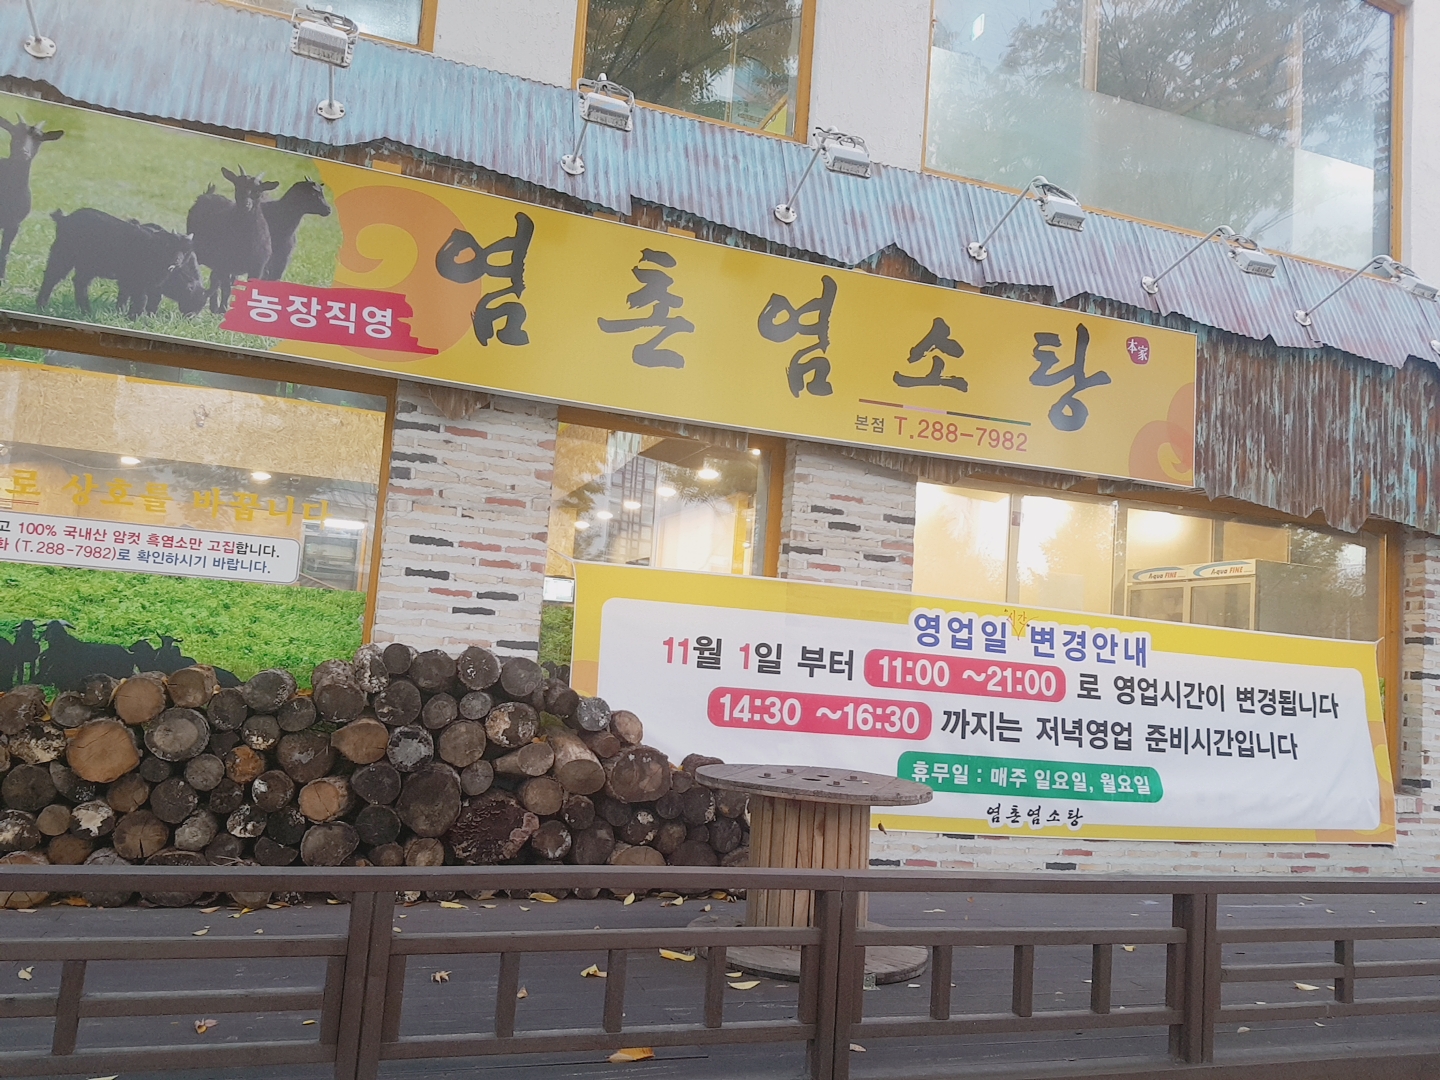 농장직영
염촌염소탕
本家
본점 T.288-7982
로 상호를 바꿉니다
고 100% 국내산 암컷 흑염소만 고집합니다.
화 (T.288-7982)로 확인하시기 바랍니다.
Aqua FINE
Aqua FINE
시간
영업일 변경안내
11월 1일 부터 11:00 ~21:00 로 영업시간이 변경됩니다
14:30 ~16:30 까지는 저녁영업 준비시간입니다
휴무일 : 매주 일요일, 월요일
염촌염소탕